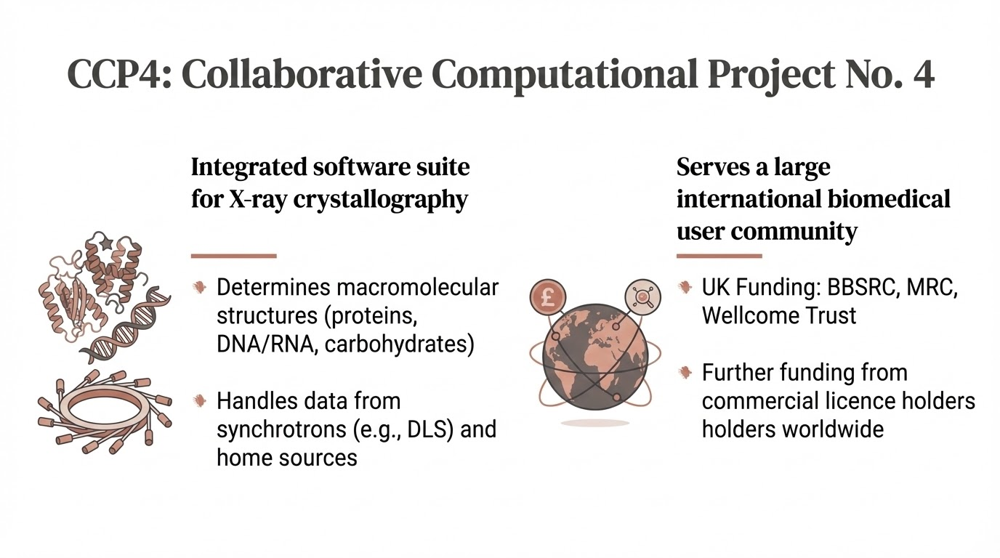 CCP4: Collaborative Computational Project No. 4
Integrated software suite
for X-ray crystallography
Determines macromolecular
structures (proteins,
DNA/RNA, carbohydrates)
Handles data from
synchrotrons (e.g., DLS) and
home sources
£
Serves a large
international biomedical
user community
UK Funding: BBSRC, MRC,
Wellcome Trust
Further funding from
commercial licence holders
holders worldwide